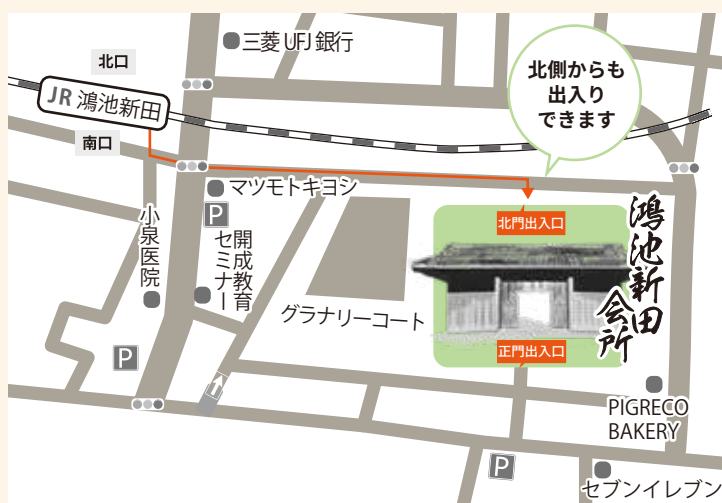 三菱UFJ銀行
北口
JR 鴻池新田
南口
北側からも
出入り
できます
マツモトキヨシ
P
小泉医院
開成教育
セミナー
グラナリーコート
北門出入口
鴻池新田
会所
正門出入口
P
PIGRECO
BAKERY
P
セブンイレブン